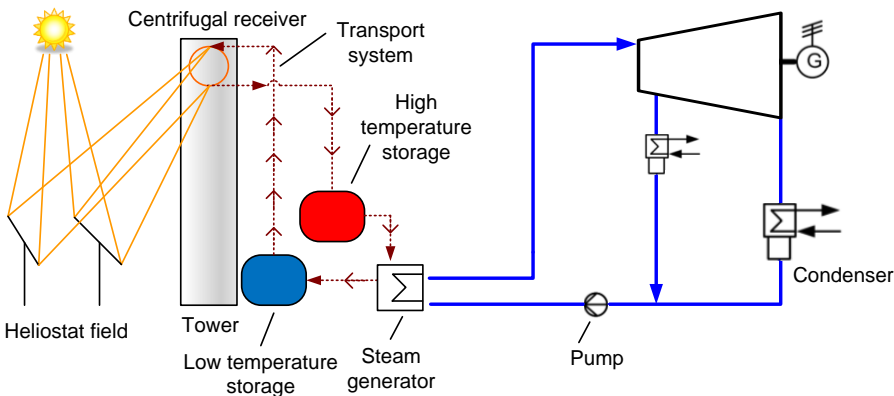 Centrifugal receiver
Transport
system
High
temperature
storage
G
Condenser
Heliostat field
Tower
Low temperature
storage
Steam
generator
Pump